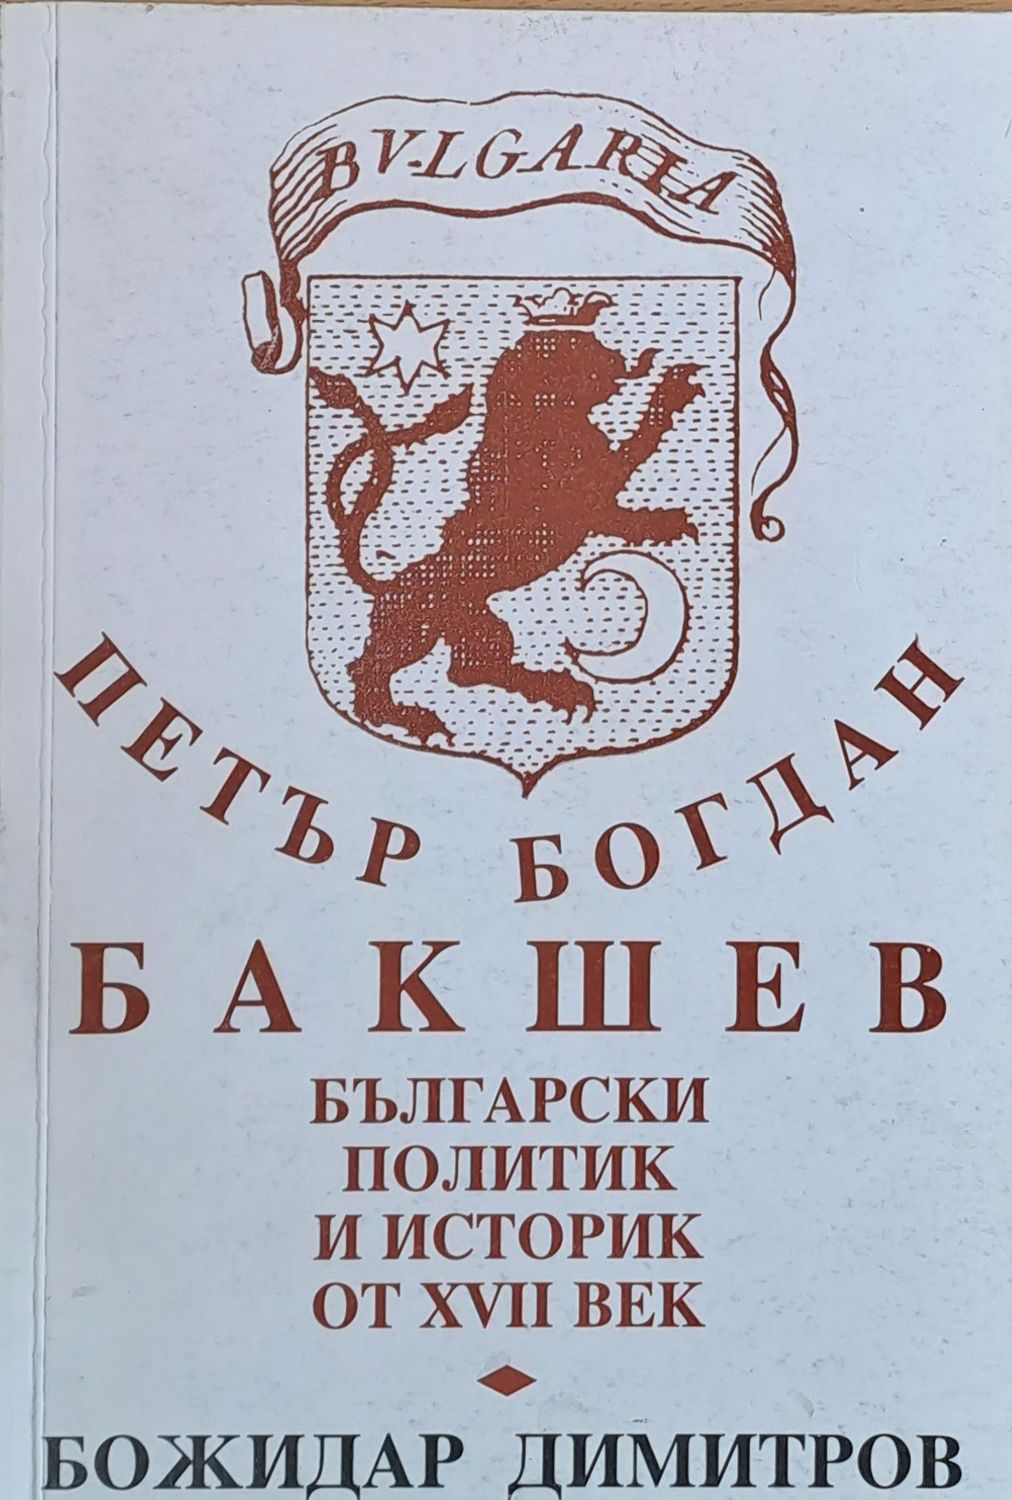 BVLGARIA
ПЕТЪР БОГДАН
БАКШЕВ
БЪЛГАРСКИ
ПОЛИТИК
И ИСТОРИК
ОТ XVII ВЕК
БОЖИДАР ДИМИТРОВ